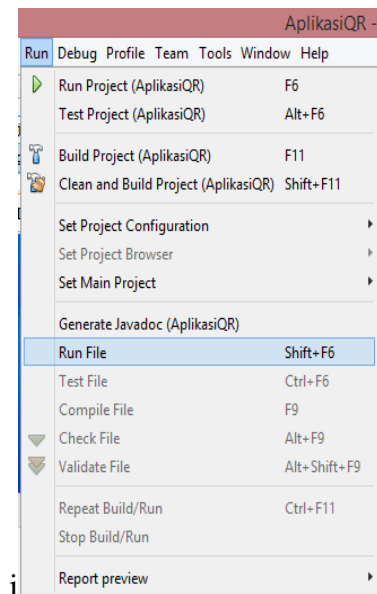 AplikasiQR -
Run Debug Profile Team Tools Window Help
Run Project (AplikasiQR) F6
Test Project (AplikasiQR) Alt+F6
Build Project (AplikasiQR) F11
Clean and Build Project (AplikasiQR) Shift+F11
Set Project Configuration
Set Project Browser
Set Main Project
Generate Javadoc (AplikasiQR)
Run File Shift+F6
Test File Ctrl+F6
Compile File F9
Check File Alt+F9
Validate File Alt+Shift+F9
Repeat Build/Run Ctrl+F11
Stop Build/Run
Report preview
i